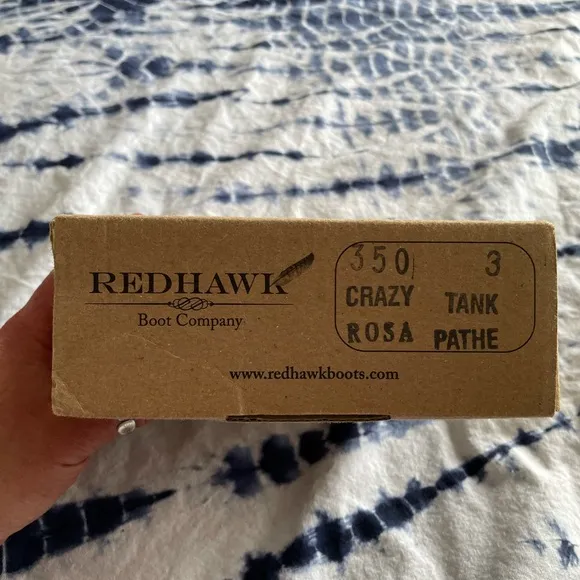 REDHAWK
Boot Company
350 3
CRAZY TANK
ROSA PATHE
www.redhawkboots.com